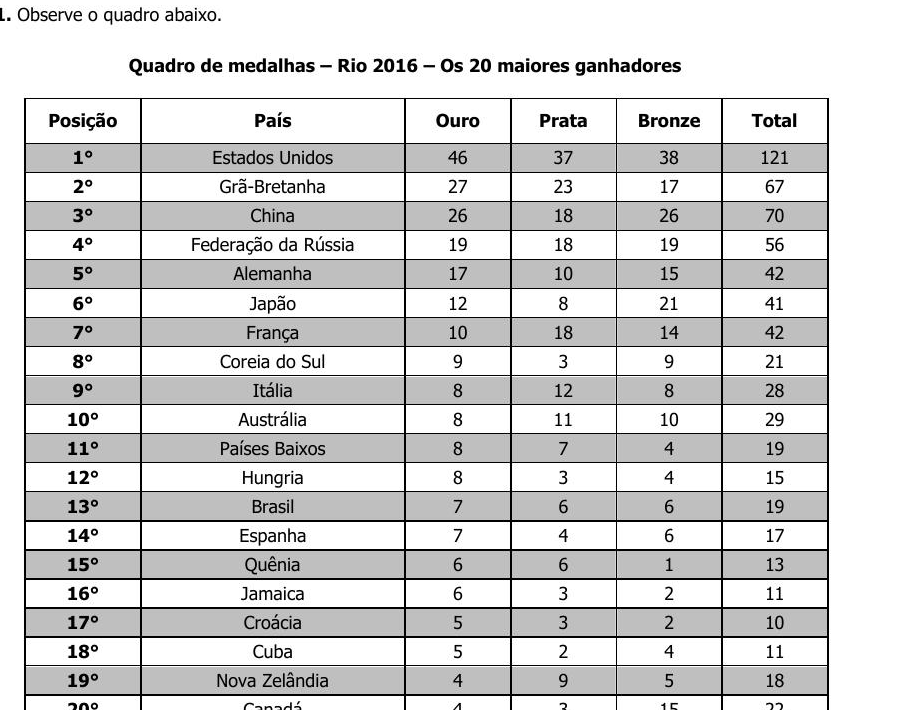 1. Observe o quadro abaixo.
Quadro de medalhas – Rio 2016 – Os 20 maiores ganhadores
Posição País Ouro Prata Bronze Total
1° Estados Unidos 46 37 38 121
2° Grã-Bretanha 27 23 17 67
3° China 26 18 26 70
4° Federação da Rússia 19 18 19 56
5° Alemanha 17 10 15 42
6° Japão 12 8 21 41
7° França 10 18 14 42
8° Coreia do Sul 9 3 9 21
9° Itália 8 12 8 28
10° Austrália 8 11 10 29
11° Países Baixos 8 7 4 19
12° Hungria 8 3 4 15
13° Brasil 7 6 6 19
14° Espanha 7 4 6 17
15° Quênia 6 6 1 13
16° Jamaica 6 3 2 11
17° Croácia 5 3 2 10
18° Cuba 5 2 4 11
19° Nova Zelândia 4 9 5 18
20° Canadá 4 3 15 22